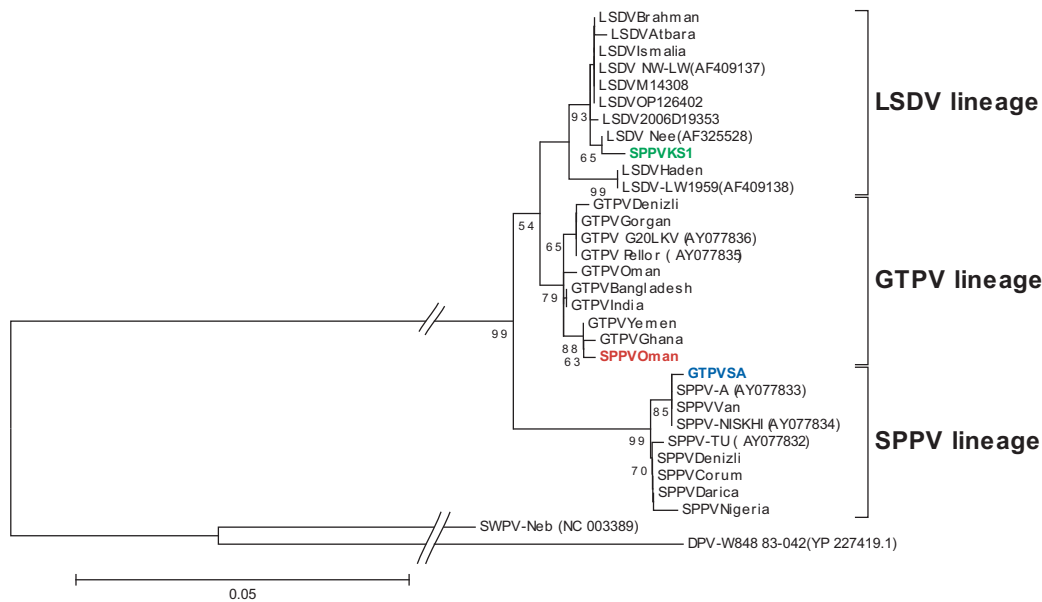 LSDVBrahman
LSDVAtbara
LSDVIsmalia
LSDV NW-LW(AF409137)
LSDVM14308
LSDVOP126402
93
LSDV2006D19353
LSDV Nee(AF325528)
SPPVKS1
65
LSDVHaden
LSDV-LW1959(AF409138)
99
LSDV lineage
GTPVDenizli
GTPVGorgan
54
GTPV G20LKV (AY077836)
65
GTPV Pellor ( AY077835)
GTPVOman
GTPVBangladesh
79
GTPVIndia
GTPVYemen
GTPVGhana
88
SPPVOman
63
GTPV lineage
99
GTPVSA
SPPV-A (AY077833)
SPPVVan
85
SPPV-NISKHI (AY077834)
SPPV-TU ( AY077832)
99
SPPVDenizli
70
SPPVCorum
SPPVDarica
SPPVNigeria
SPPV lineage
SWPV-Neb (NC 003389)
DPV-W848 83-042(YP 227419.1)
0.05